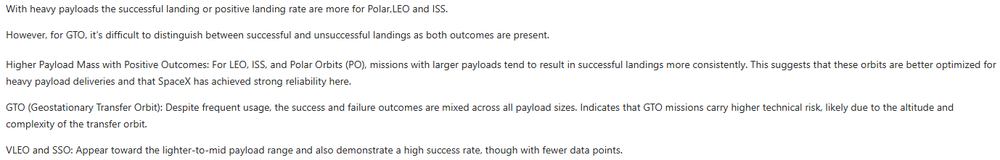 With heavy payloads the successful landing or positive landing rate are more for Polar,LEO and ISS.
However, for GTO, it's difficult to distinguish between successful and unsuccessful landings as both outcomes are present.
Higher Payload Mass with Positive Outcomes: For LEO, ISS, and Polar Orbits (PO), missions with larger payloads tend to result in successful landings more consistently. This suggests that these orbits are better optimized for
heavy payload deliveries and that SpaceX has achieved strong reliability here.
GTO (Geostationary Transfer Orbit): Despite frequent usage, the success and failure outcomes are mixed across all payload sizes. Indicates that GTO missions carry higher technical risk, likely due to the altitude and
complexity of the transfer orbit.
VLEO and SSO: Appear toward the lighter-to-mid payload range and also demonstrate a high success rate, though with fewer data points.